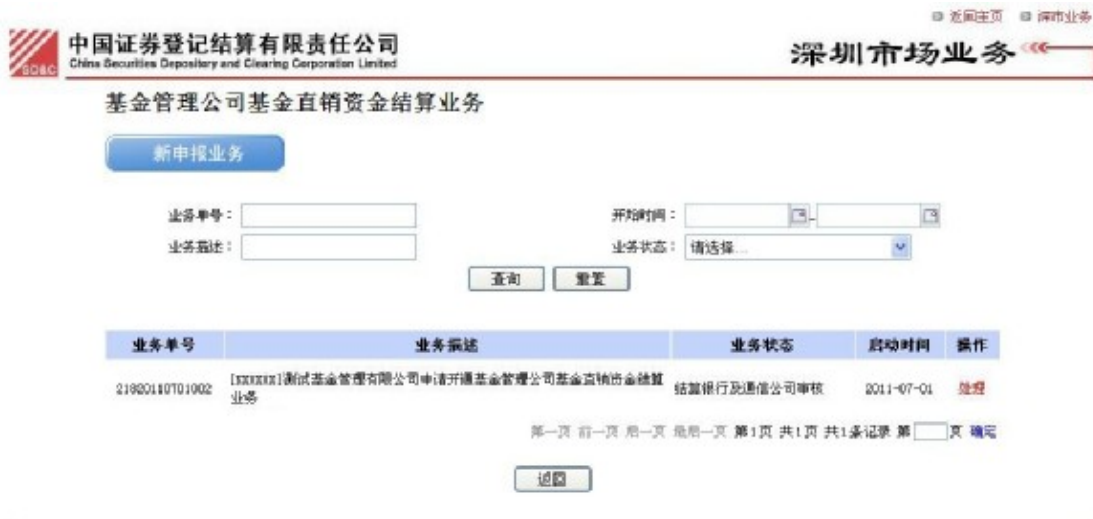 返回主页 深市业务
中国证券登记结算有限责任公司
China Securities Depository and Clearing Corporation Limited
深圳市场业务
SD&C
基金管理公司基金直销资金结算业务
新申报业务
业务单号：
开始时间：
业务描述：
业务状态： 请选择...
查询 重置
业务单号 业务描述 业务状态 启动时间 操作
21820110701002 [xxxxxx]测试基金管理有限公司申请开通基金管理公司基金直销资金结算业务 结算银行及通信公司审核 2011-07-01 处理
第一页 前一页 后一页 最后一页 第1页 共1页 共1条记录 第 页 确定
返回